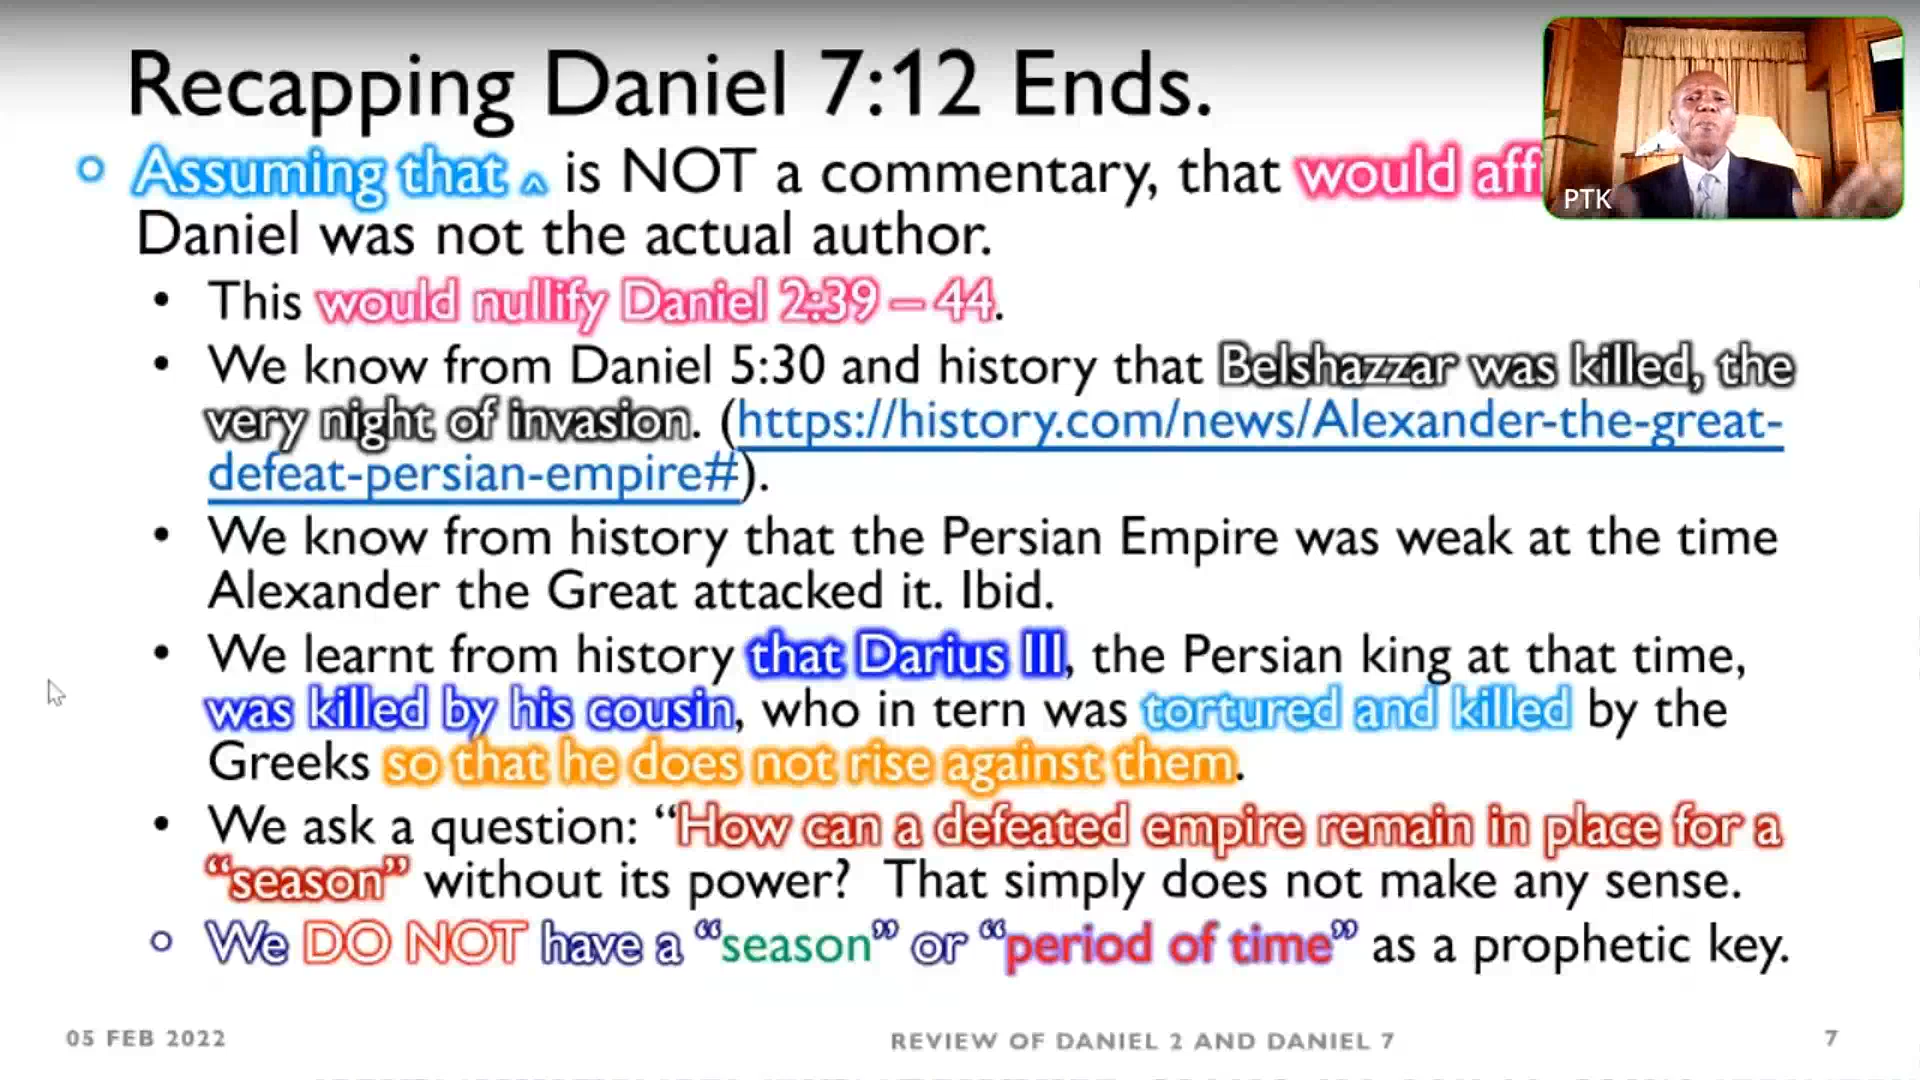 Recapping Daniel 7:12 Ends.
Assuming that ^ is NOT a commentary, that would aff
Daniel was not the actual author.
• This would nullify Daniel 2:39 – 44.
• We know from Daniel 5:30 and history that Belshazzar was killed, the
very night of invasion. (https://history.com/news/Alexander-the-great-
defeat-persian-empire#).
• We know from history that the Persian Empire was weak at the time
Alexander the Great attacked it. Ibid.
• We learnt from history that Darius III, the Persian king at that time,
was killed by his cousin, who in tern was tortured and killed by the
Greeks so that he does not rise against them.
• We ask a question: “How can a defeated empire remain in place for a
“season” without its power? That simply does not make any sense.
We DO NOT have a “season” or “period of time” as a prophetic key.
PTK
05 FEB 2022
REVIEW OF DANIEL 2 AND DANIEL 7
7